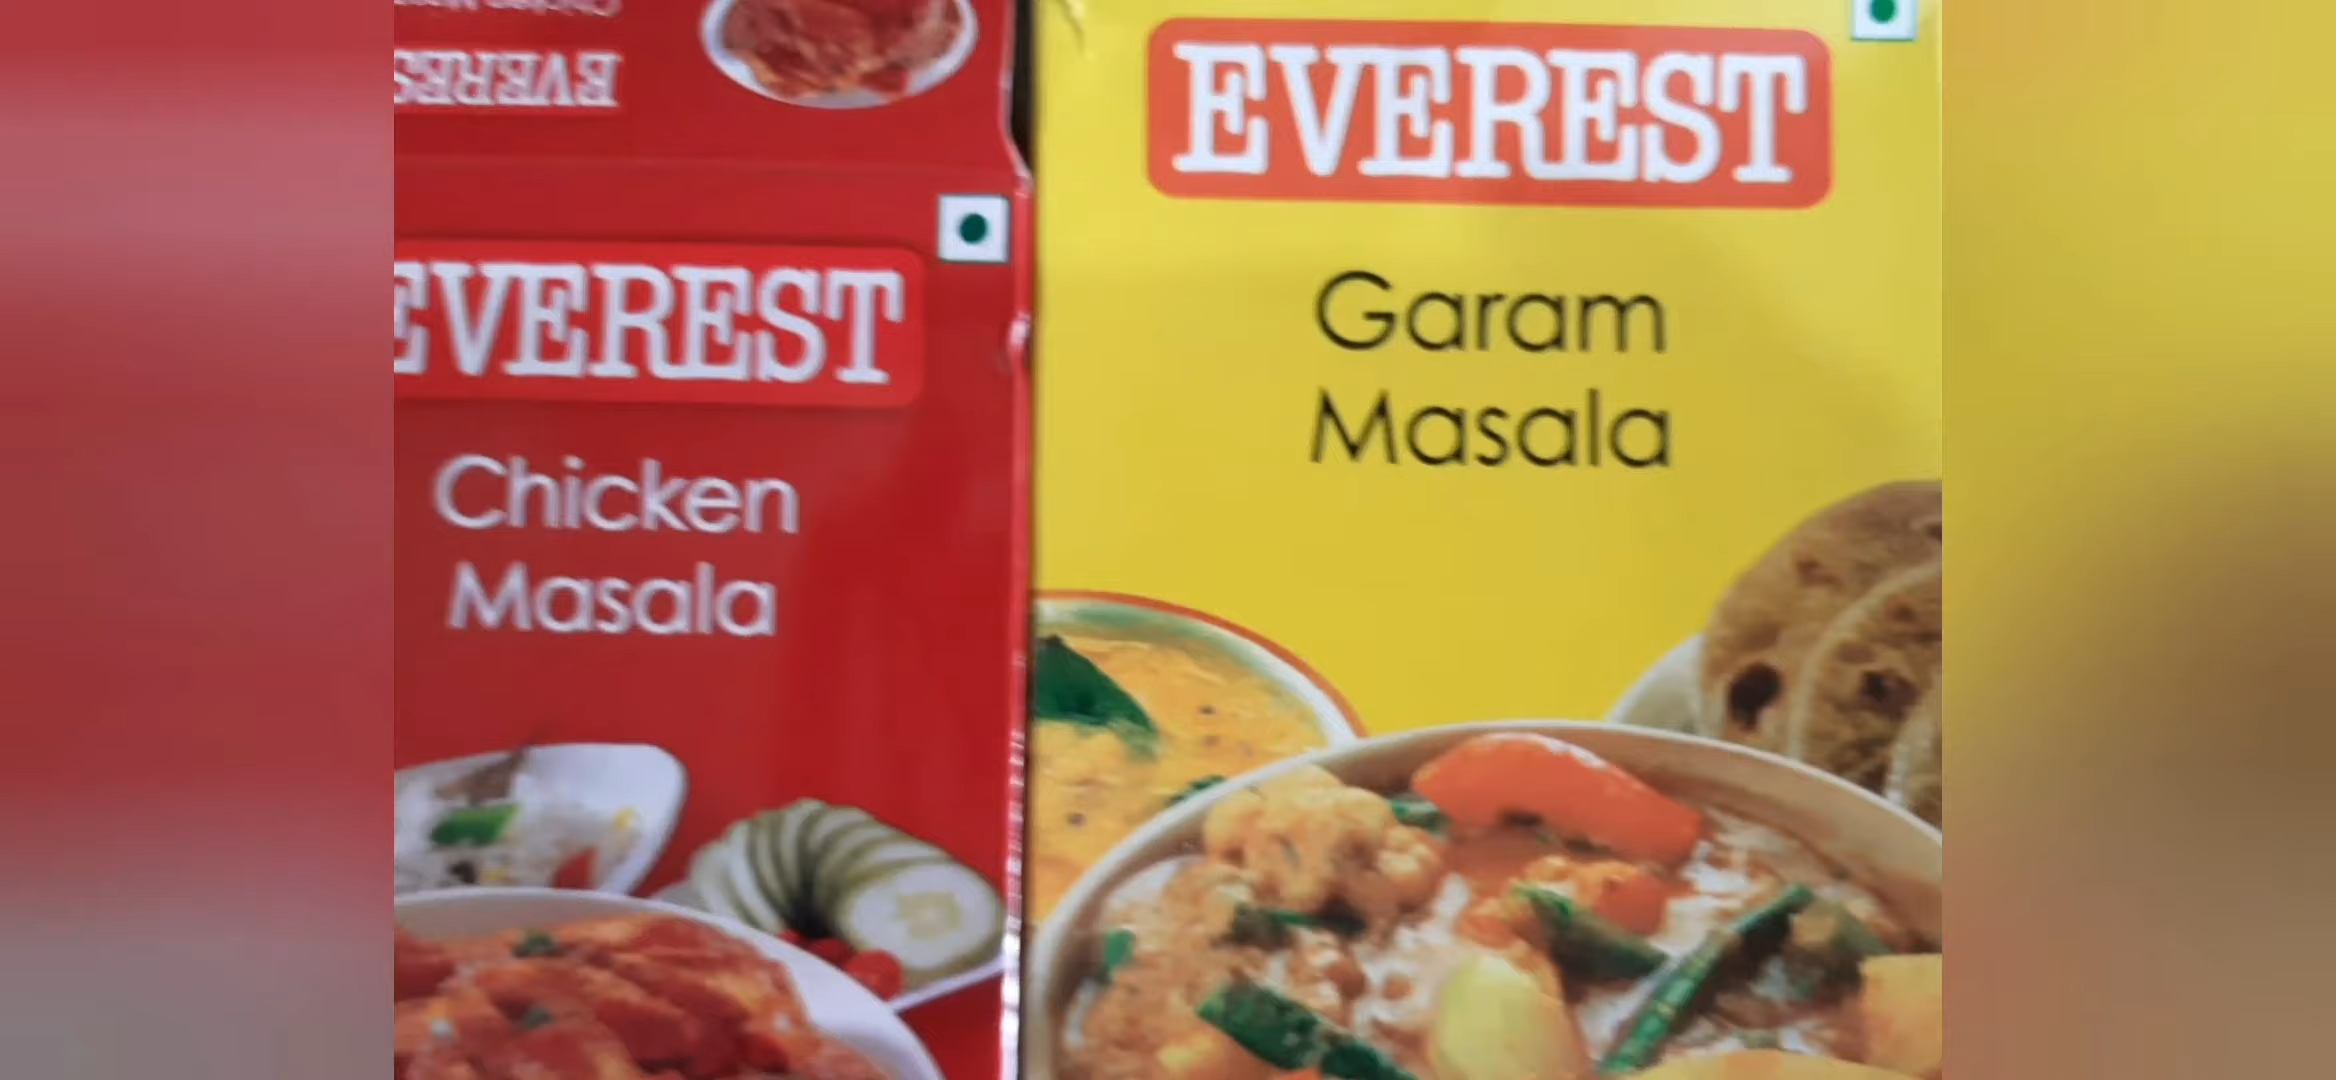 EVEREST
EVEREST
Chicken
Masala
EVEREST
Garam
Masala